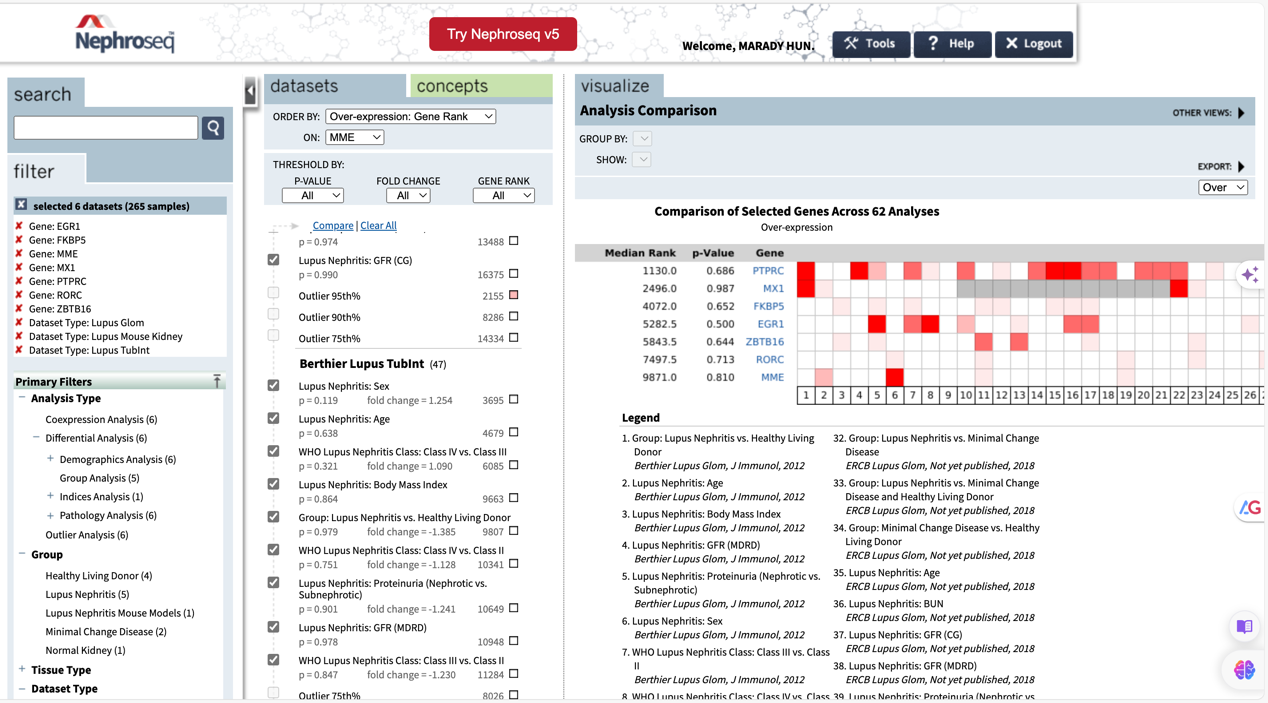 Nephroseq
Try Nephroseq v5
Welcome, MARADY HUN.
Tools
? Help
Logout
search
filter
selected 6 datasets (265 samples)
Gene: EGR1
Gene: FKBP5
Gene: MME
Gene: MX1
Gene: PTPRC
Gene: RORC
Gene: ZBTB16
Dataset Type: Lupus Glom
Dataset Type: Lupus Mouse Kidney
Dataset Type: Lupus TubInt
Primary Filters
Analysis Type
Coexpression Analysis (6)
Differential Analysis (6)
Demographics Analysis (6)
Group Analysis (5)
Indices Analysis (1)
Pathology Analysis (6)
Outlier Analysis (6)
Group
Healthy Living Donor (4)
Lupus Nephritis (5)
Lupus Nephritis Mouse Models (1)
Minimal Change Disease (2)
Normal Kidney (1)
Tissue Type
Dataset Type
datasets
concepts
ORDER BY: Over-expression: Gene Rank
ON: MME
THRESHOLD BY:
P-VALUE FOLD CHANGE GENE RANK
All All All
Compare | Clear All
p = 0.974 13488
Lupus Nephritis: GFR (CG)
p = 0.990 16375
Outlier 95th% 2155
Outlier 90th% 8286
Outlier 75th% 14334
Berthier Lupus TubInt (47)
Lupus Nephritis: Sex
p = 0.119 fold change = 1.254 3695
Lupus Nephritis: Age
p = 0.638 4679
WHO Lupus Nephritis Class: Class IV vs. Class III
p = 0.321 fold change = 1.090 6085
Lupus Nephritis: Body Mass Index
p = 0.864 9663
Group: Lupus Nephritis vs. Healthy Living Donor
p = 0.979 fold change = -1.385 9807
WHO Lupus Nephritis Class: Class IV vs. Class II
p = 0.751 fold change = -1.128 10341
Lupus Nephritis: Proteinuria (Nephrotic vs.
Subnephrotic)
p = 0.901 fold change = -1.241 10649
Lupus Nephritis: GFR (MDRD)
p = 0.978 10948
WHO Lupus Nephritis Class: Class III vs. Class II
p = 0.847 fold change = -1.230 11284
Outlier 75th% 8026
visualize
Analysis Comparison
OTHER VIEWS:
GROUP BY:
SHOW:
EXPORT:
Over
Comparison of Selected Genes Across 62 Analyses
Over-expression
Median Rank p-Value Gene
1130.0 0.686 PTPRC
2496.0 0.987 MX1
4072.0 0.652 FKBP5
5282.5 0.500 EGR1
5843.5 0.644 ZBTB16
7497.5 0.713 RORC
9871.0 0.810 MME
1 2 3 4 5 6 7 8 9 10 11 12 13 14 15 16 17 18 19 20 21 22 23 24 25 26
Legend
1. Group: Lupus Nephritis vs. Healthy Living
Donor
Berthier Lupus Glom, J Immunol, 2012
2. Lupus Nephritis: Age
Berthier Lupus Glom, J Immunol, 2012
3. Lupus Nephritis: Body Mass Index
Berthier Lupus Glom, J Immunol, 2012
4. Lupus Nephritis: GFR (MDRD)
Berthier Lupus Glom, J Immunol, 2012
5. Lupus Nephritis: Proteinuria (Nephrotic vs.
Subnephrotic)
Berthier Lupus Glom, J Immunol, 2012
6. Lupus Nephritis: Sex
Berthier Lupus Glom, J Immunol, 2012
7. WHO Lupus Nephritis Class: Class III vs. Class
II
Berthier Lupus Glom, J Immunol, 2012
8. WHO Lupus Nephritis Class: Class IV vs. Class
32. Group: Lupus Nephritis vs. Minimal Change
Disease
ERCB Lupus Glom, Not yet published, 2018
33. Group: Lupus Nephritis vs. Minimal Change
Disease and Healthy Living Donor
ERCB Lupus Glom, Not yet published, 2018
34. Group: Minimal Change Disease vs. Healthy
Living Donor
ERCB Lupus Glom, Not yet published, 2018
35. Lupus Nephritis: Age
ERCB Lupus Glom, Not yet published, 2018
36. Lupus Nephritis: BUN
ERCB Lupus Glom, Not yet published, 2018
37. Lupus Nephritis: GFR (CG)
ERCB Lupus Glom, Not yet published, 2018
38. Lupus Nephritis: GFR (MDRD)
ERCB Lupus Glom, Not yet published, 2018
39. Lupus Nephritis: Proteinuria (Nephrotic vs.
AG